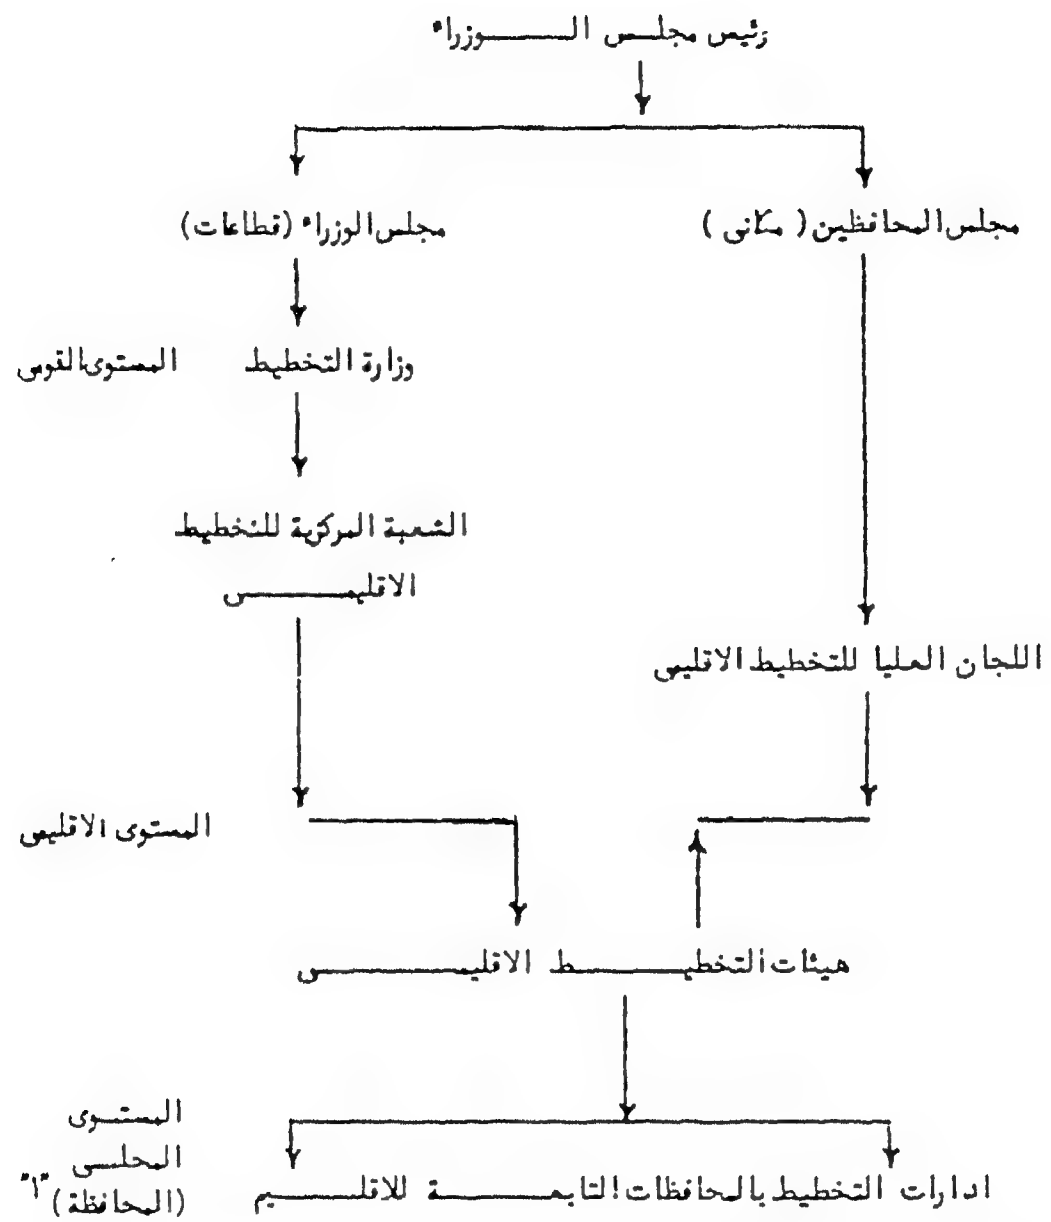 رئيس مجلس الوزراء
مجلس المحافظين ( مكانى )
مجلس الوزراء (قطاعات)
وزارة التخطيط
المستوى القومى
الشعبة المركزية للتخطيط
الاقليمى
اللجان العليا للتخطيط الاقليمى
المستوى الاقليمى
هيئات التخطيط الاقليمى
المستوى
المحلى
(المحافظة) "أ"
ادارات التخطيط بالمحافظات التابعة للاقليم